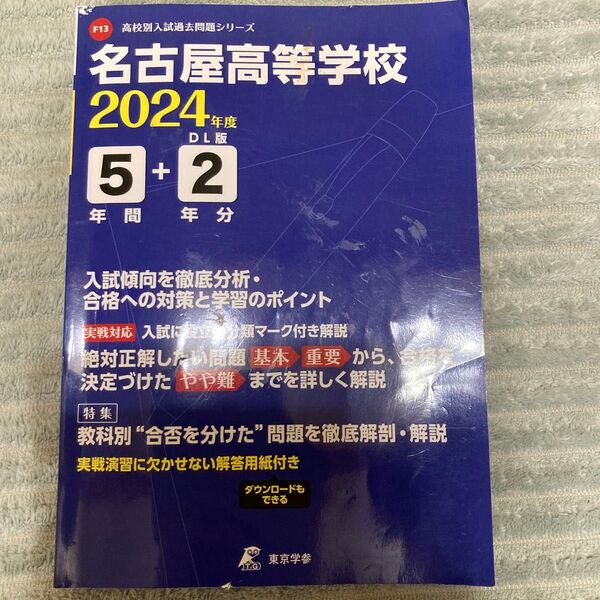 F13 高校別入試過去問題シリーズ
名古屋高等学校
2024年度
DL版
5 + 2
年間 年分
入試傾向を徹底分析・
合格への対策と学習のポイント
実戦対応 入試に役立つ分類マーク付き解説
絶対正解したい問題 基本 重要 から、合格を
決定づけた やや難 までを詳しく解説
特集
教科別“合否を分けた”問題を徹底解剖・解説
実戦演習に欠かせない解答用紙付き
ダウンロードも
できる
T・G 東京学参